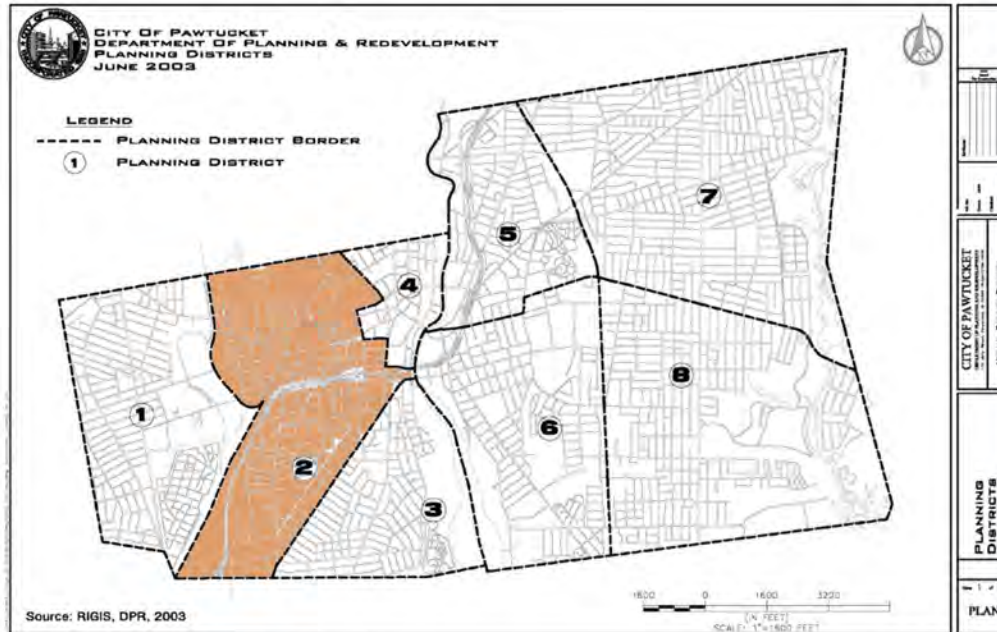 CITY OF PAWTUCKET
DEPARTMENT OF PLANNING & REDEVELOPMENT
PLANNING DISTRICTS
JUNE 2003
LEGEND
PLANNING DISTRICT BORDER
1 PLANNING DISTRICT
7
5
4
8
1
6
2
3
1600 0 1600 3200
(IN FEET)
SCALE: 1"=1600 FEET
Source: RIGIS, DPR, 2003
CITY OF PAWTUCKET
PLANNING
DISTRICTS
PLAN